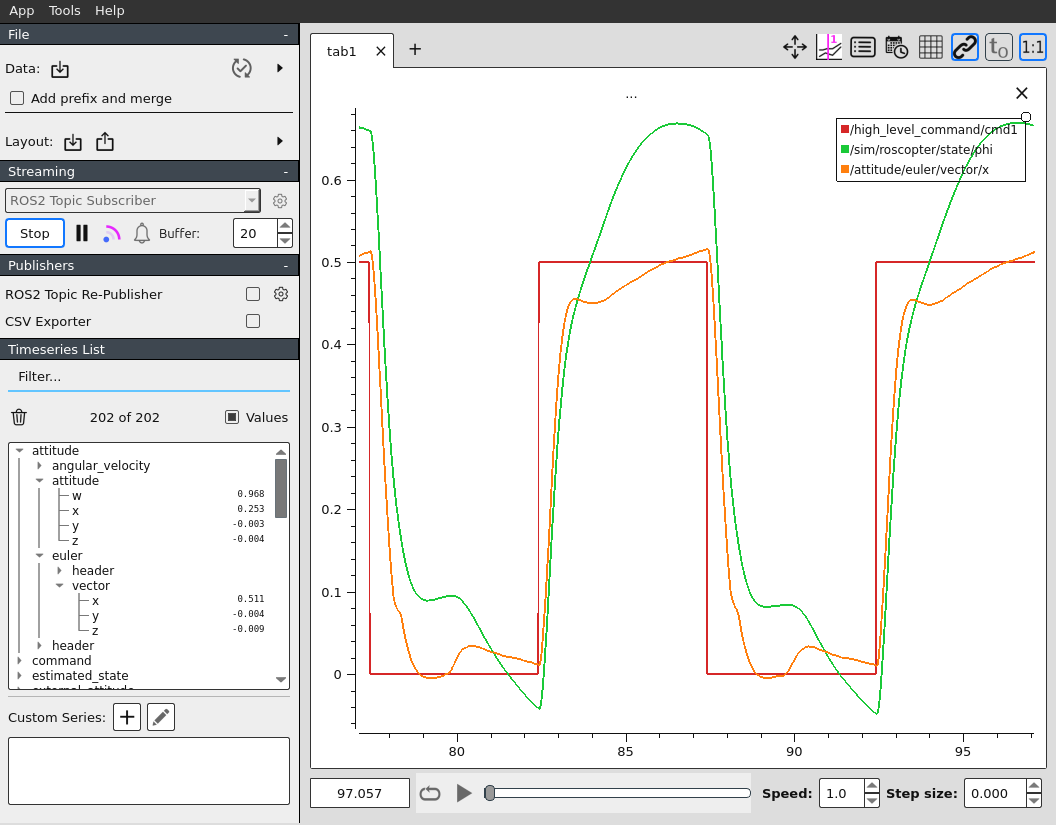 App Tools Help
File -
Data:
Add prefix and merge
Layout:
Streaming -
ROS2 Topic Subscriber
Stop Buffer: 20
Publishers -
ROS2 Topic Re-Publisher
CSV Exporter
Timeseries List
Filter...
202 of 202 Values
attitude
angular_velocity
attitude
w 0.968
x 0.253
y -0.003
z -0.004
euler
header
vector
x 0.511
y -0.004
z -0.009
header
command
estimated_state
external_attitude
Custom Series:
tab1
1
t0
1:1
...
/high_level_command/cmd1
/sim/roscopter/state/phi
/attitude/euler/vector/x
0.6
0.5
0.4
0.3
0.2
0.1
0
80 85 90 95
97.057 Speed: 1.0 Step size: 0.000